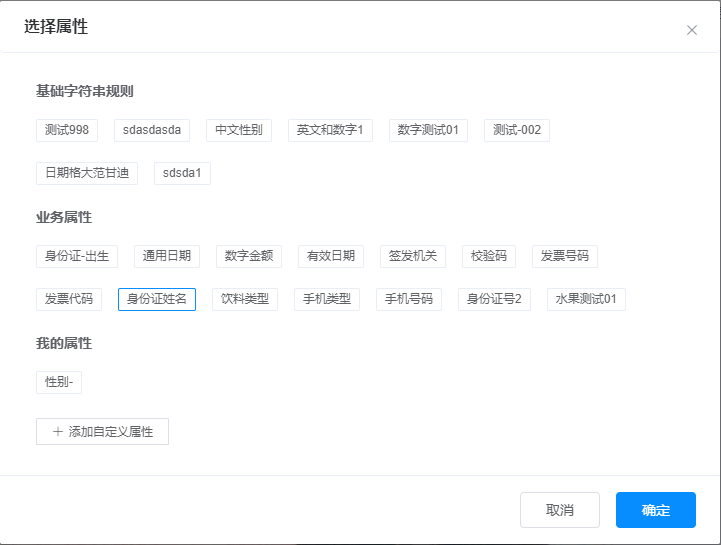 选择属性
基础字符串规则
测试998 sdasdasda 中文性别 英文和数字1 数字测试01 测试-002
日期格大范甘迪 sdsda1
业务属性
身份证-出生 通用日期 数字金额 有效日期 签发机关 校验码 发票号码
发票代码 身份证姓名 饮料类型 手机类型 手机号码 身份证号2 水果测试01
我的属性
性别-
+ 添加自定义属性
取消 确定